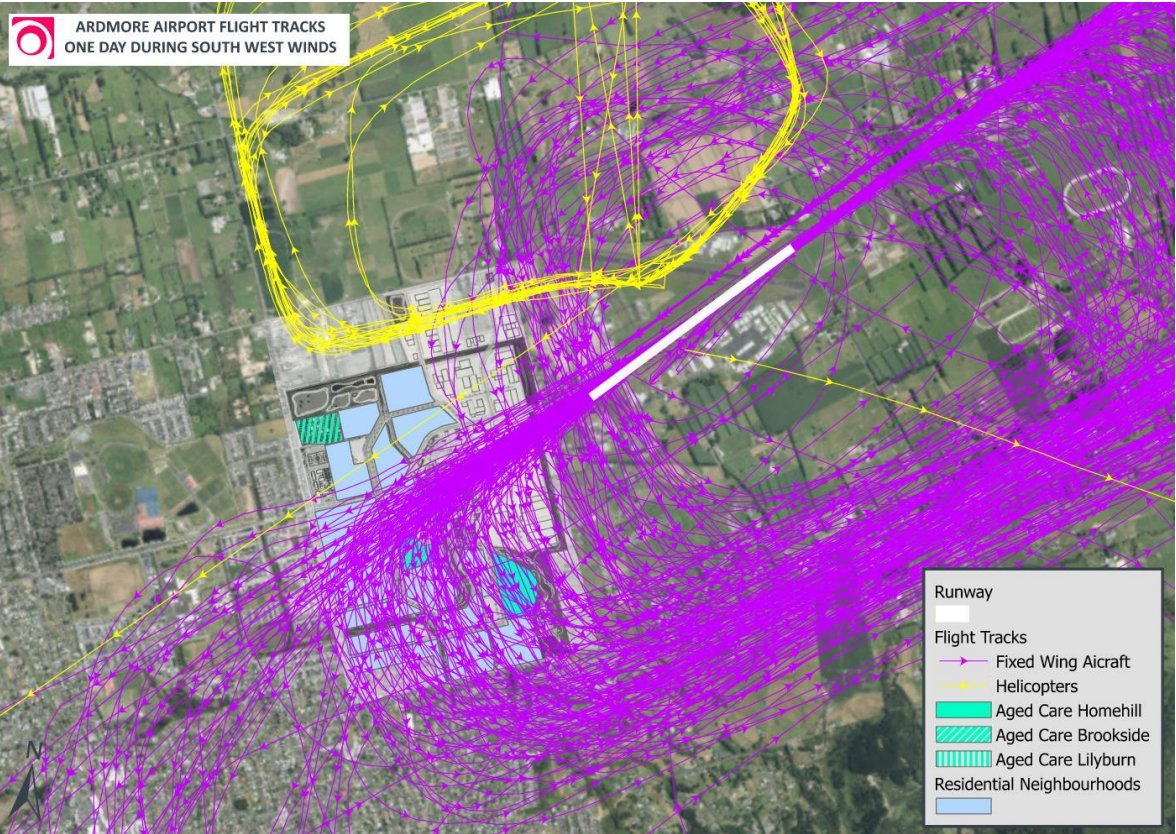 ARDMORE AIRPORT FLIGHT TRACKS
ONE DAY DURING SOUTH WEST WINDS
Runway
Flight Tracks
Fixed Wing Aicraft
Helicopters
Aged Care Homehill
Aged Care Brookside
Aged Care Lilyburn
Residential Neighbourhoods
N